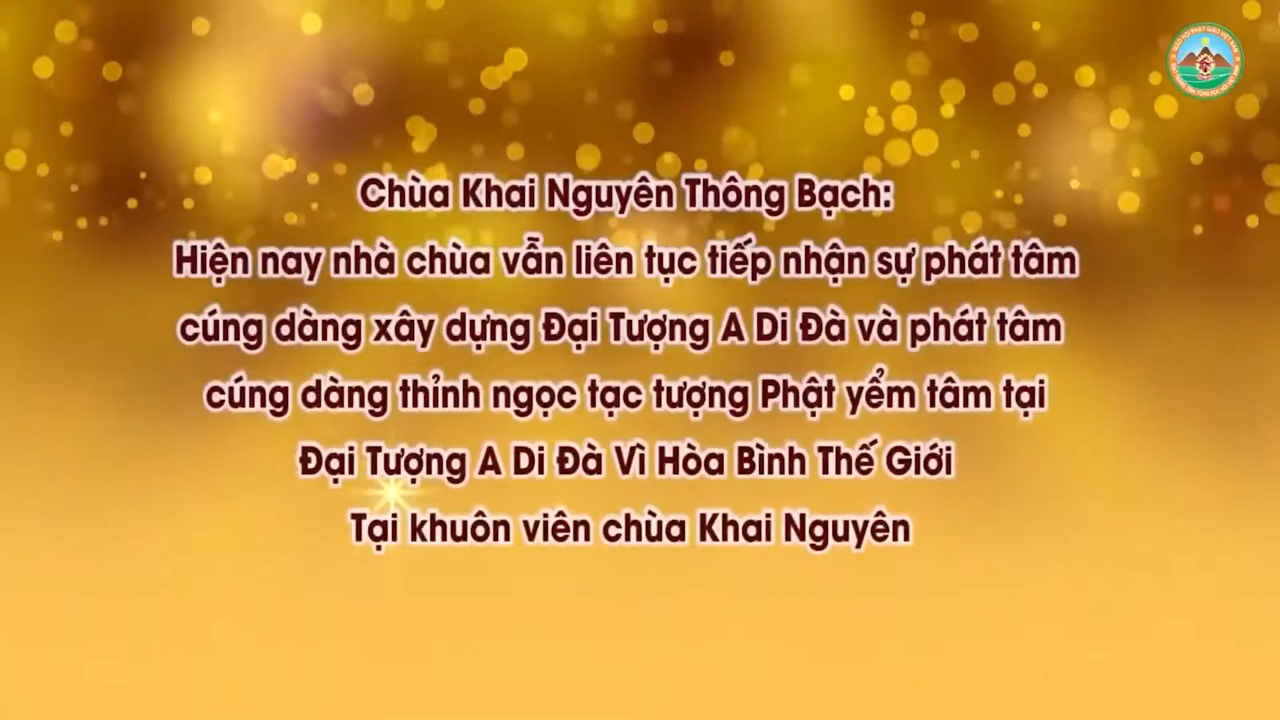 Chùa Khai Nguyên Thông Bạch:
Hiện nay nhà chùa vẫn liên tục tiếp nhận sự phát tâm
cúng dàng xây dựng Đại Tượng A Di Đà và phát tâm
cúng dàng thỉnh ngọc tạc tượng Phật yểm tâm tại
Đại Tượng A Di Đà Vì Hòa Bình Thế Giới
Tại khuôn viên chùa Khai Nguyên